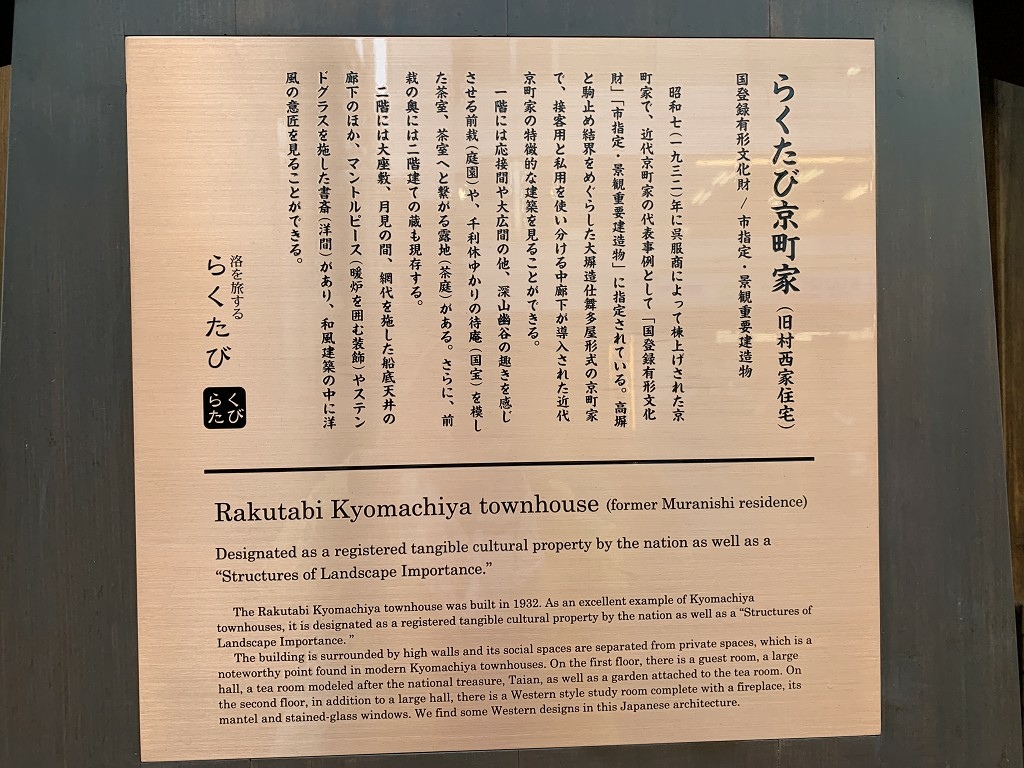 らくたび京町家（旧村西家住宅）
国登録有形文化財 / 市指定・景観重要建造物
昭和七（一九三二）年に呉服商によって棟上げされた京
町家で、近代京町家の代表事例として「国登録有形文化
財」「市指定・景観重要建造物」に指定されている。高塀
と駒止め結界をめぐらした大塀造仕舞多屋形式の京町家
で、接客用と私用を使い分ける中廊下が導入された近代
京町家の特徴的な建築を見ることができる。
一階には応接間や大広間の他、深山幽谷の趣きを感じ
させる前栽（庭園）や、千利休ゆかりの待庵（国宝）を模し
た茶室、茶室へと繋がる露地（茶庭）がある。さらに、前
栽の奥には二階建ての蔵も現存する。
二階には大座敷、月見の間、網代を施した船底天井の
廊下のほか、マントルピース（暖炉を囲む装飾）やステン
ドグラスを施した書斎（洋間）があり、和風建築の中に洋
風の意匠を見ることができる。
洛を旅する
らくたび
らくたび
Rakutabi Kyomachiya townhouse (former Muranishi residence)
Designated as a registered tangible cultural property by the nation as well as a
“Structures of Landscape Importance.”
The Rakutabi Kyomachiya townhouse was built in 1932. As an excellent example of Kyomachiya
townhouses, it is designated as a registered tangible cultural property by the nation as well as a “Structures of
Landscape Importance. ”
The building is surrounded by high walls and its social spaces are separated from private spaces, which is a
noteworthy point found in modern Kyomachiya townhouses. On the first floor, there is a guest room, a large
hall, a tea room modeled after the national treasure, Taian, as well as a garden attached to the tea room. On
the second floor, in addition to a large hall, there is a Western style study room complete with a fireplace, its
mantel and stained-glass windows. We find some Western designs in this Japanese architecture.